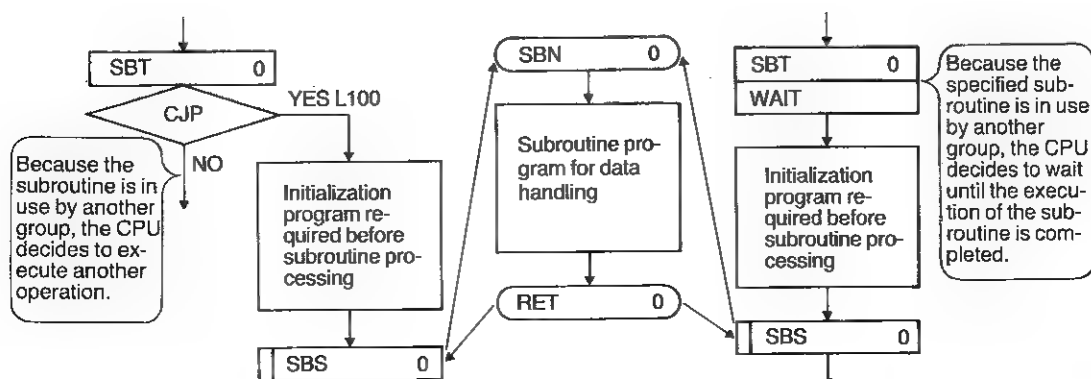 SBT 0
CJP
YES L100
NO
Because the
subroutine is in
use by another
group, the CPU
decides to ex-
ecute another
operation.
Initialization
program re-
quired before
subroutine pro-
cessing
SBS 0
SBN 0
Subroutine pro-
gram for data
handling
RET 0
SBT 0
WAIT
Initialization
program re-
quired before
subroutine pro-
cessing
SBS 0
Because the
specified sub-
routine is in use
by another
group, the CPU
decides to wait
until the execu-
tion of the sub-
routine is com-
pleted.